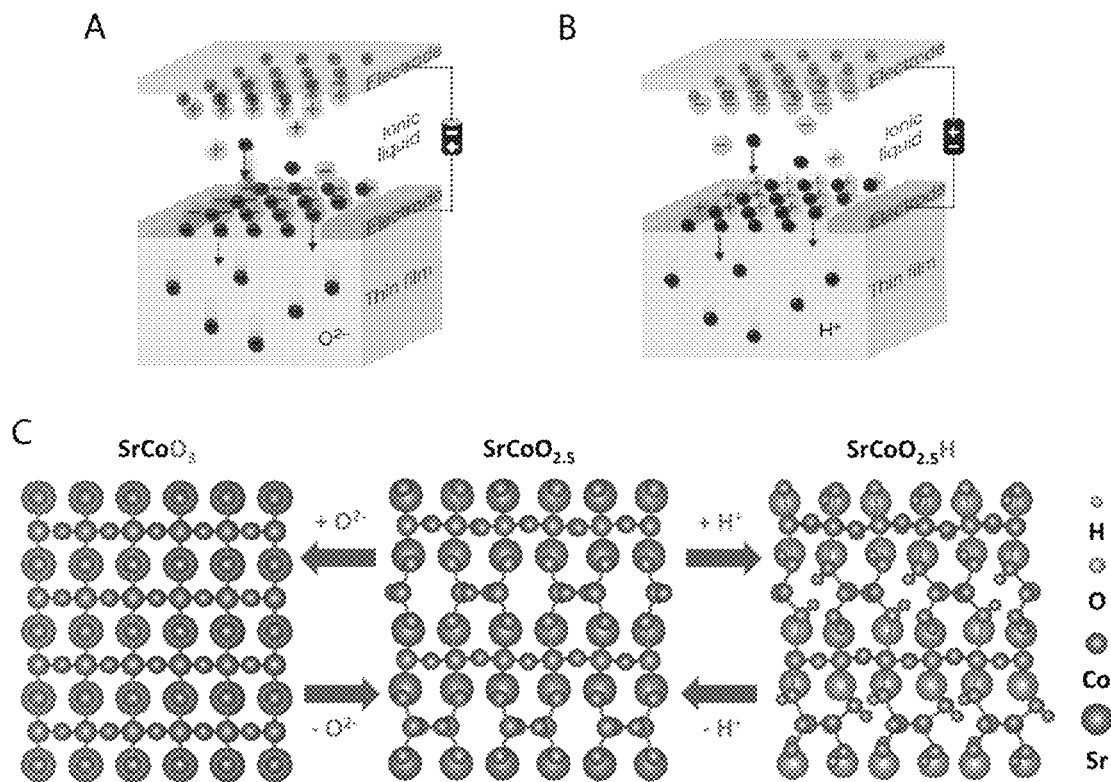 A
Electrode
Ionic
liquid
Electrode
Thin film
O²⁻
B
Electrode
Ionic
liquid
Electrode
Thin film
H⁺
C
SrCoO₃
SrCoO₂.₅
SrCoO₂.₅H
+ O²⁻
- O²⁻
+ H⁺
- H⁺
H
O
Co
Sr